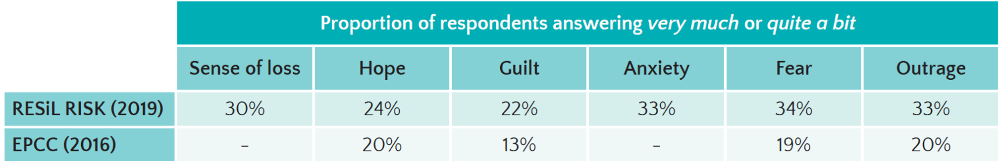 Proportion of respondents answering very much or quite a bit
Sense of loss Hope Guilt Anxiety Fear Outrage
RESiL RISK (2019) 30% 24% 22% 33% 34% 33%
EPCC (2016) – 20% 13% – 19% 20%